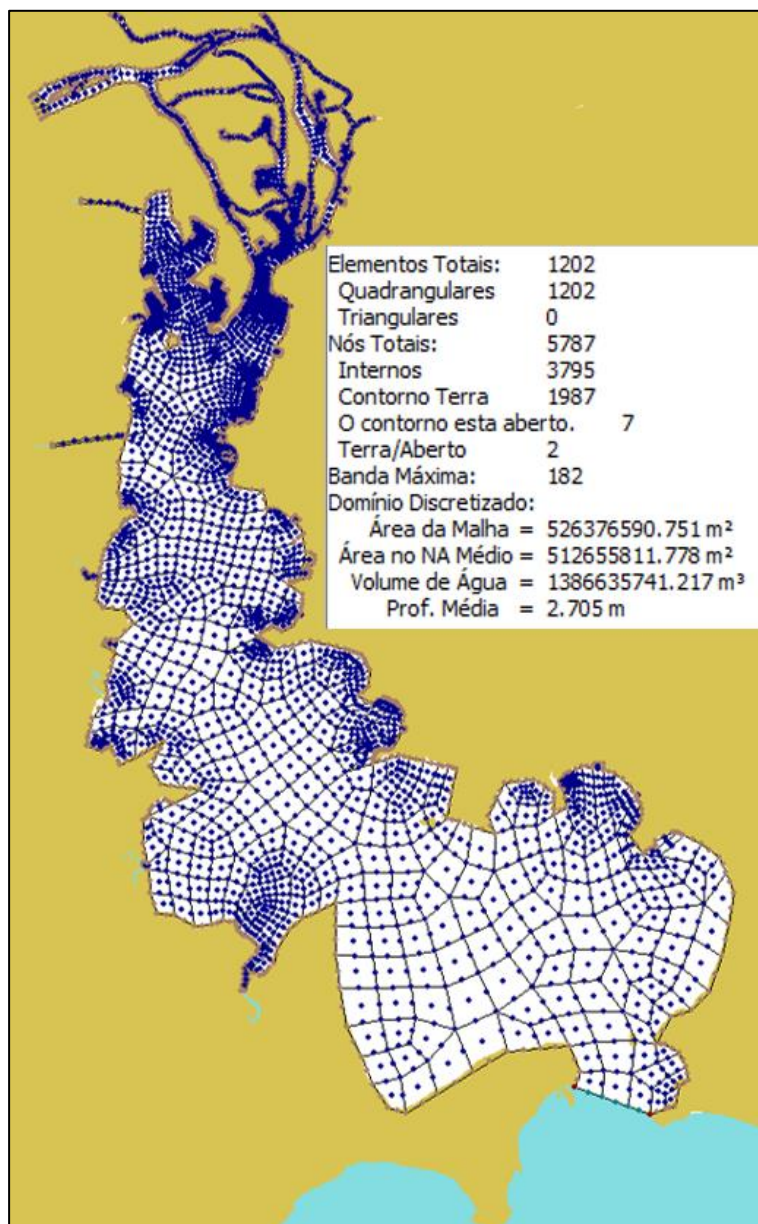 Elementos Totais: 1202
Quadrangulares 1202
Triangulares 0
Nós Totais: 5787
Internos 3795
Contorno Terra 1987
O contorno esta aberto. 7
Terra/Aberto 2
Banda Máxima: 182
Domínio Discretizado:
Área da Malha = 526376590.751 m²
Área no NA Médio = 512655811.778 m²
Volume de Água = 1386635741.217 m³
Prof. Média = 2.705 m